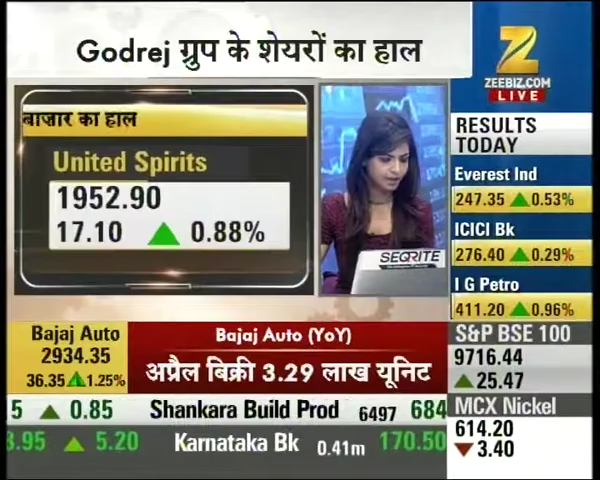 Godrej ग्रुप के शेयरों का हाल
Z
ZEEBIZ.COM
LIVE
बाज़ार का हाल
United Spirits
1952.90
17.10 ▲ 0.88%
SEQRITE
RESULTS
TODAY
Everest Ind
247.35 ▲ 0.53%
ICICI Bk
276.40 ▲ 0.29%
I G Petro
411.20 ▲ 0.96%
S&P BSE 100
9716.44
▲ 25.47
MCX Nickel
614.20
▼ 3.40
Bajaj Auto
2934.35
36.35 ▲ 1.25%
Bajaj Auto (YoY)
अप्रैल बिक्री 3.29 लाख यूनिट
5 ▲ 0.85 Shankara Build Prod 6497 684
3.95 ▲ 5.20 Karnataka Bk 0.41m 170.50